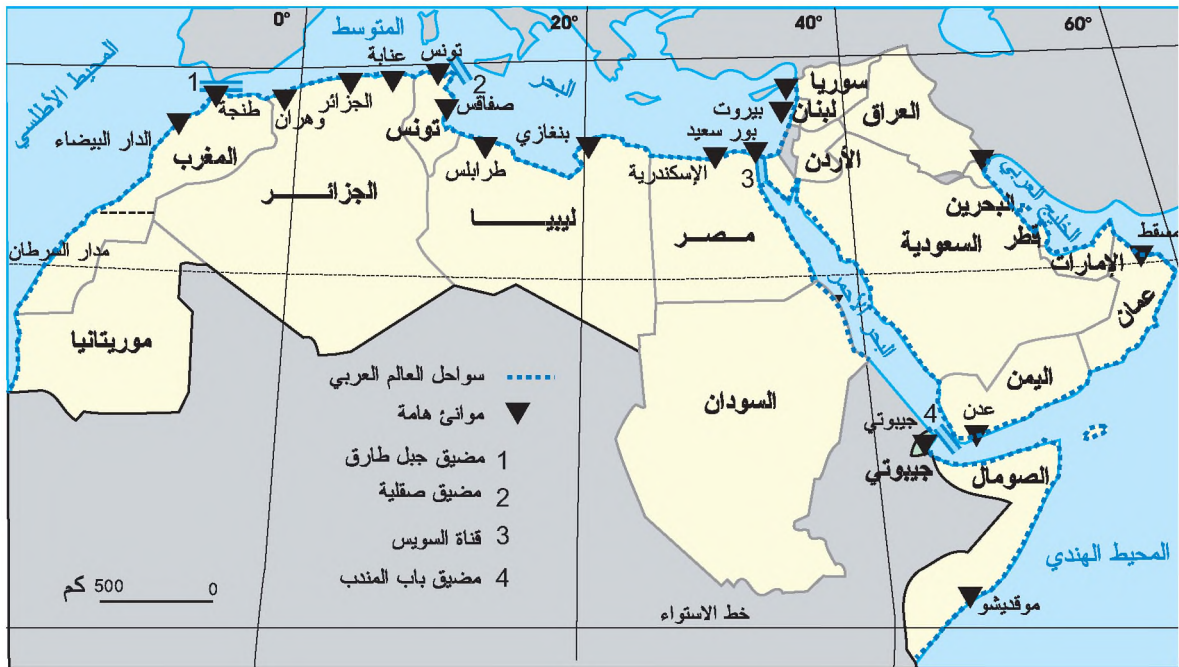 0°
20°
40°
60°
المحيط الأطلسي
المتوسط
البحر
1
2
طنجة
الدار البيضاء
وهران
الجزائر
عنابة
تونس
صفاقس
طرابلس
بنغازي
الإسكندرية
بور سعيد
بيروت
3
المغرب
الجزائر
تونس
ليبيا
مصر
سوريا
لبنان
العراق
الأردن
السعودية
البحرين
قطر
الخليج العربي
الإمارات
مسقط
عمان
اليمن
البحر الأحمر
مدار السرطان
موريتانيا
السودان
عدن
4
جيبوتي
جيبوتي
الصومال
موقديشو
المحيط الهندي
خط الاستواء
سواحل العالم العربي
موانئ هامة
1 مضيق جبل طارق
2 مضيق صقلية
3 قناة السويس
4 مضيق باب المندب
0 500 كم